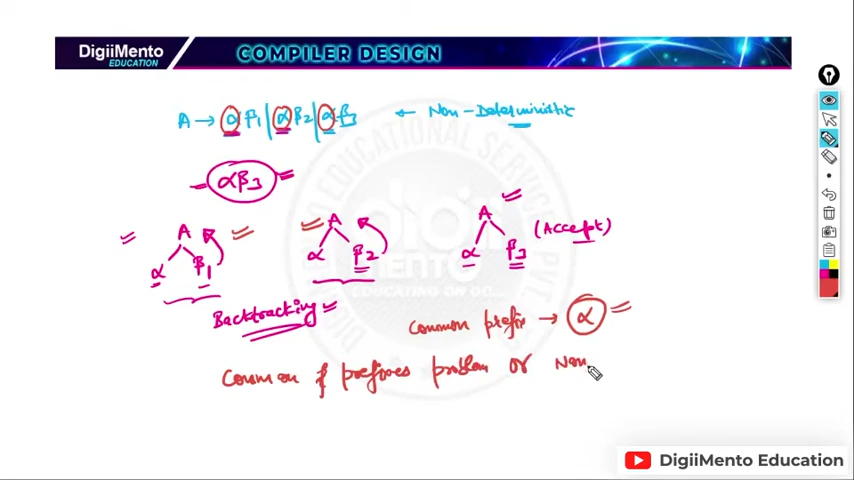 DigiiMento
EDUCATION
COMPILER DESIGN
A → αβ1 | αβ2 | αβ3 ← Non-Deterministic
αβ3
A A A (Accept)
α β1 α β2 α β3
Backtracking
Common prefix → α
Common prefixes problem or Non
DigiiMento Education